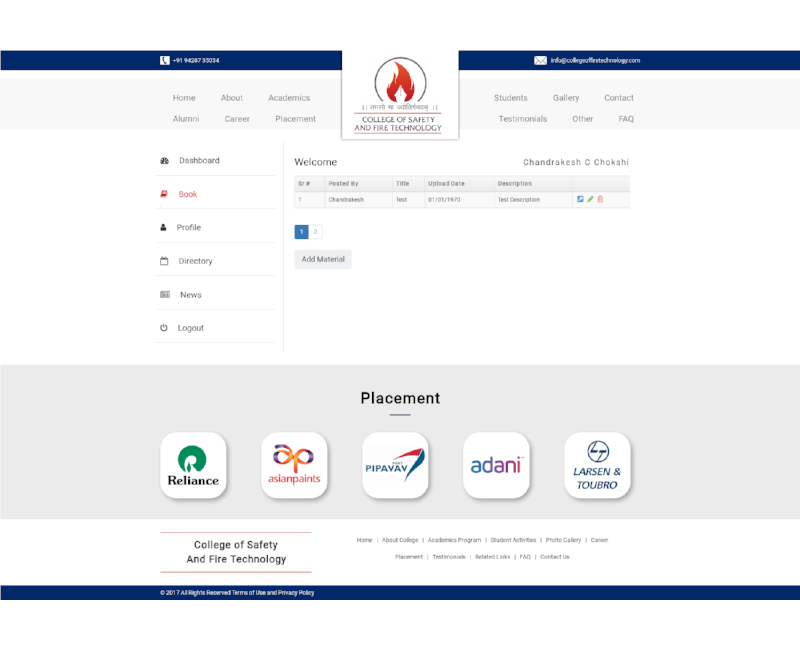 +91 94287 35034
info@collegeoffiretechnology.com
Home About Academics
Students Gallery Contact
Alumni Career Placement
Testimonials Other FAQ
।। तमसो मा ज्योतिर्गमयम् ।।
COLLEGE OF SAFETY
AND FIRE TECHNOLOGY
Dashboard
Book
Profile
Directory
News
Logout
Welcome
Chandrakesh C Chokshi
Sr # Posted By Title Upload Date Description
1 Chandrakesh Test 01/01/1970 Test Description
1 2
Add Material
Placement
Reliance
ap
asianpaints
PORT
PIPAVAV
adani
LARSEN &
TOUBRO
College of Safety
And Fire Technology
Home | About College | Academics Program | Student Activities | Photo Gallery | Career
Placement | Testimonials | Related Links | FAQ | Contact Us
© 2017 All Rights Reserved Terms of Use and Privacy Policy